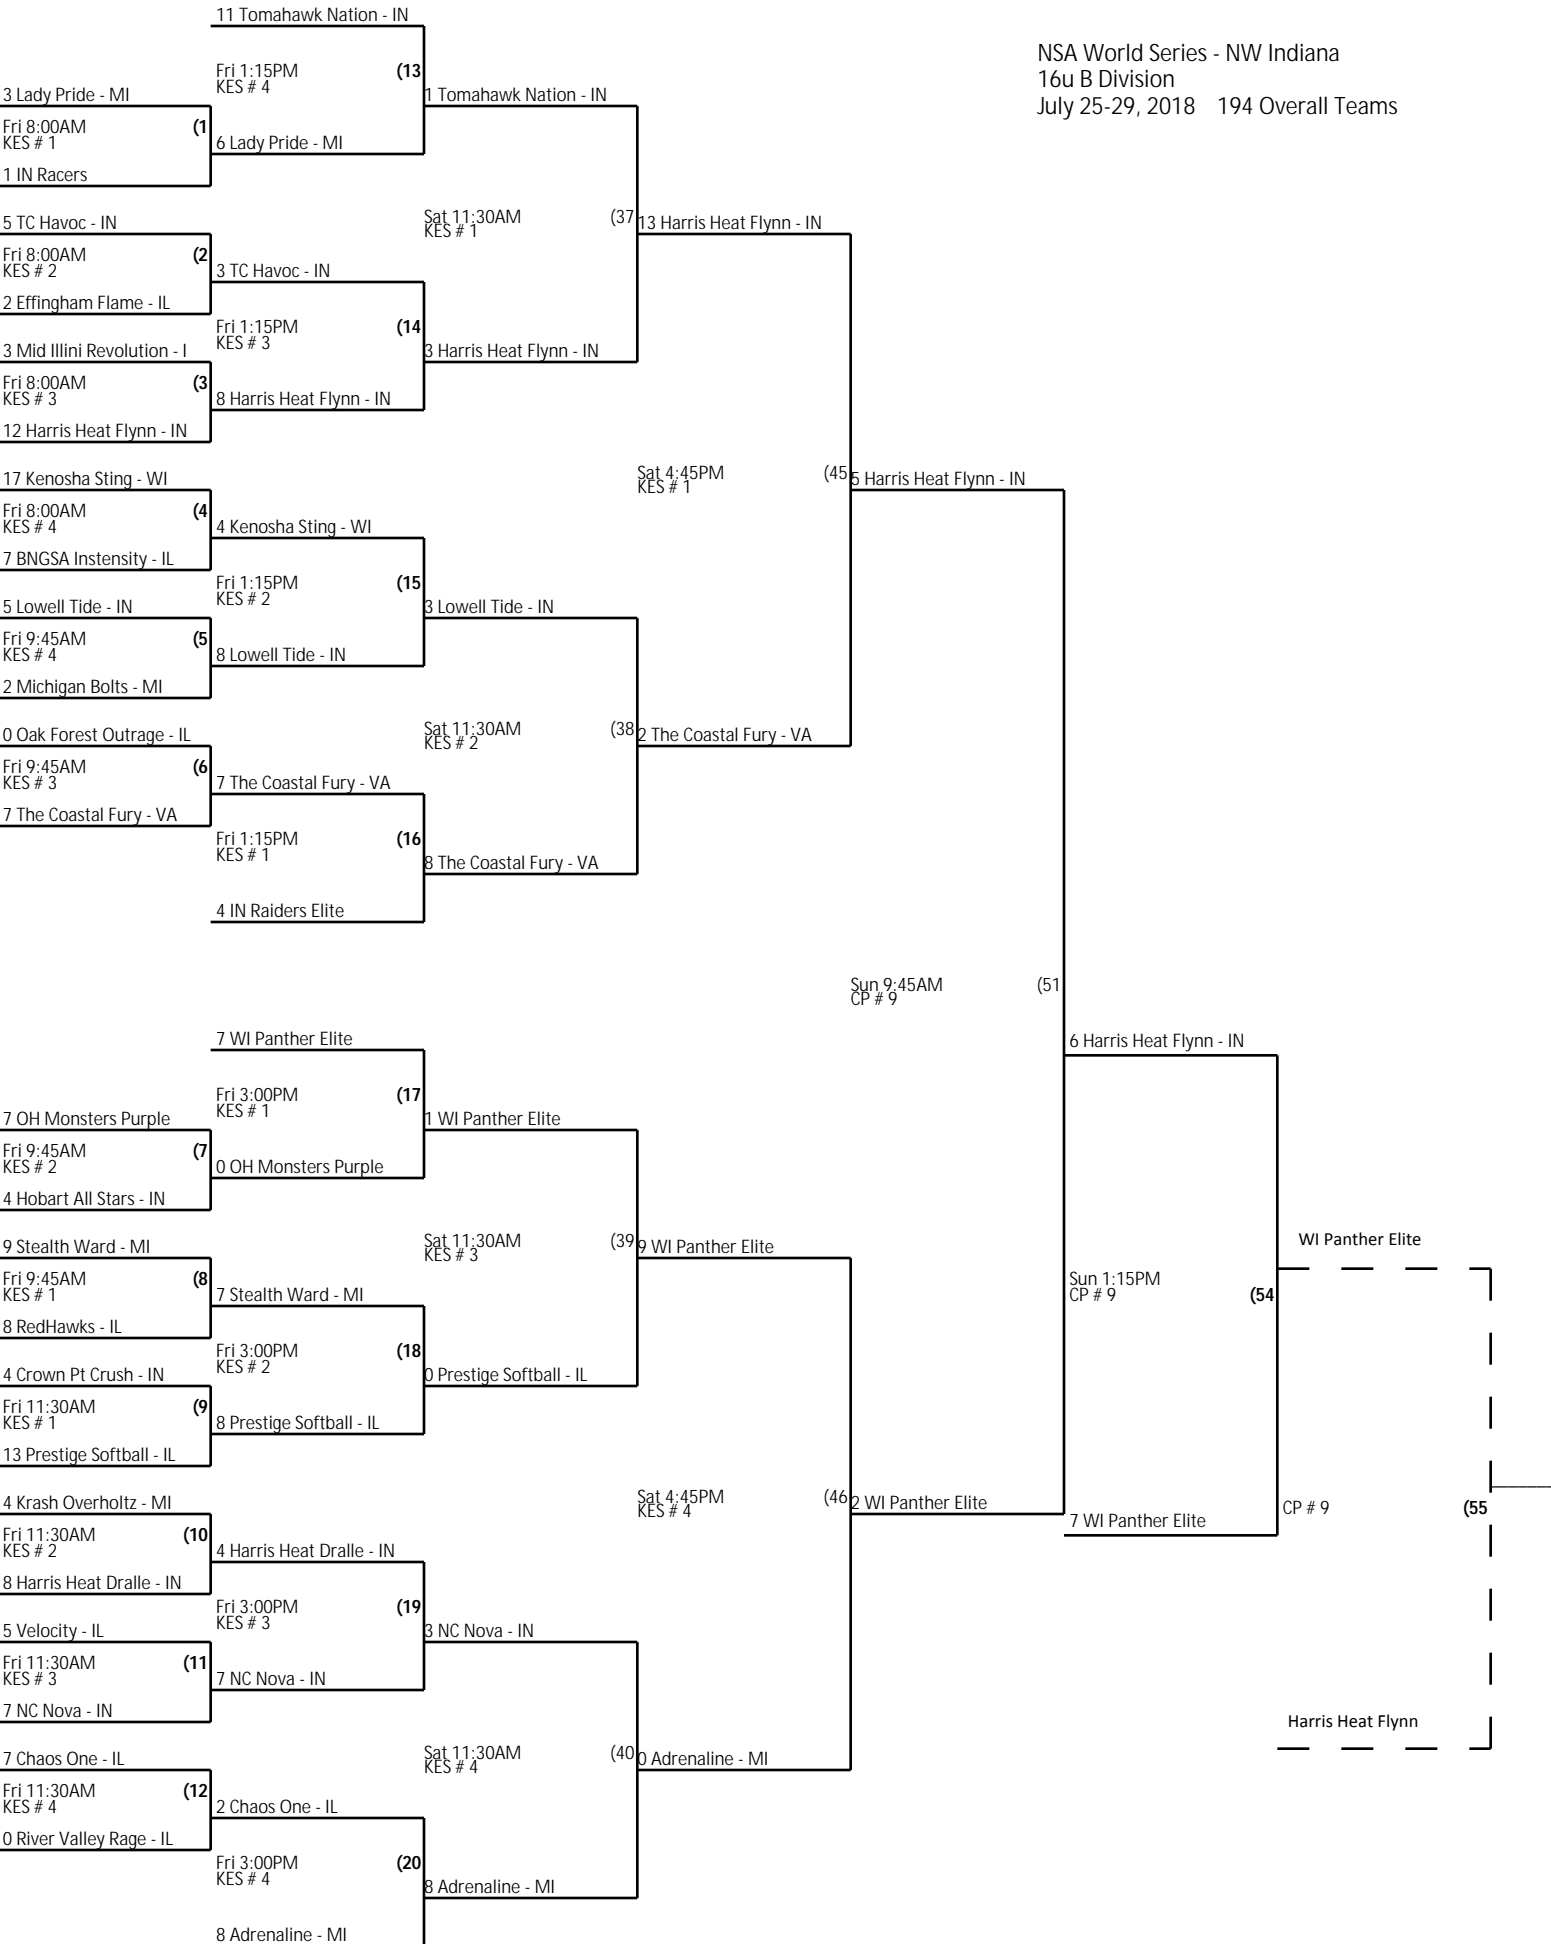 NSA World Series - NW Indiana
16u B Division
July 25-29, 2018 194 Overall Teams
11 Tomahawk Nation - IN
Fri 1:15PM (13
KES # 4
3 Lady Pride - MI
1 Tomahawk Nation - IN
Fri 8:00AM (1
KES # 1
6 Lady Pride - MI
1 IN Racers
5 TC Havoc - IN
Sat 11:30AM (37
KES # 1
13 Harris Heat Flynn - IN
Fri 8:00AM (2
KES # 2
3 TC Havoc - IN
2 Effingham Flame - IL
Fri 1:15PM (14
KES # 3
3 Mid Illini Revolution - I
3 Harris Heat Flynn - IN
Fri 8:00AM (3
KES # 3
8 Harris Heat Flynn - IN
12 Harris Heat Flynn - IN
17 Kenosha Sting - WI
Sat 4:45PM (45
KES # 1
5 Harris Heat Flynn - IN
Fri 8:00AM (4
KES # 4
4 Kenosha Sting - WI
7 BNGSA Instensity - IL
Fri 1:15PM (15
KES # 2
5 Lowell Tide - IN
3 Lowell Tide - IN
Fri 9:45AM (5
KES # 4
8 Lowell Tide - IN
2 Michigan Bolts - MI
0 Oak Forest Outrage - IL
Sat 11:30AM (38
KES # 2
2 The Coastal Fury - VA
Fri 9:45AM (6
KES # 3
7 The Coastal Fury - VA
7 The Coastal Fury - VA
Fri 1:15PM (16
KES # 1
8 The Coastal Fury - VA
4 IN Raiders Elite
Sun 9:45AM (51
CP # 9
7 WI Panther Elite
6 Harris Heat Flynn - IN
Fri 3:00PM (17
KES # 1
7 OH Monsters Purple
1 WI Panther Elite
Fri 9:45AM (7
KES # 2
0 OH Monsters Purple
4 Hobart All Stars - IN
9 Stealth Ward - MI
Sat 11:30AM (39
KES # 3
9 WI Panther Elite
WI Panther Elite
Fri 9:45AM (8
KES # 1
Sun 1:15PM (54
CP # 9
7 Stealth Ward - MI
8 RedHawks - IL
Fri 3:00PM (18
KES # 2
4 Crown Pt Crush - IN
0 Prestige Softball - IL
Fri 11:30AM (9
KES # 1
8 Prestige Softball - IL
13 Prestige Softball - IL
4 Krash Overholtz - MI
Sat 4:45PM (46
KES # 4
2 WI Panther Elite
CP # 9 (55
7 WI Panther Elite
Fri 11:30AM (10
KES # 2
4 Harris Heat Dralle - IN
8 Harris Heat Dralle - IN
Fri 3:00PM (19
KES # 3
5 Velocity - IL
3 NC Nova - IN
Fri 11:30AM (11
KES # 3
7 NC Nova - IN
7 NC Nova - IN
Harris Heat Flynn
7 Chaos One - IL
Sat 11:30AM (40
KES # 4
0 Adrenaline - MI
Fri 11:30AM (12
KES # 4
2 Chaos One - IL
0 River Valley Rage - IL
Fri 3:00PM (20
KES # 4
8 Adrenaline - MI
8 Adrenaline - MI